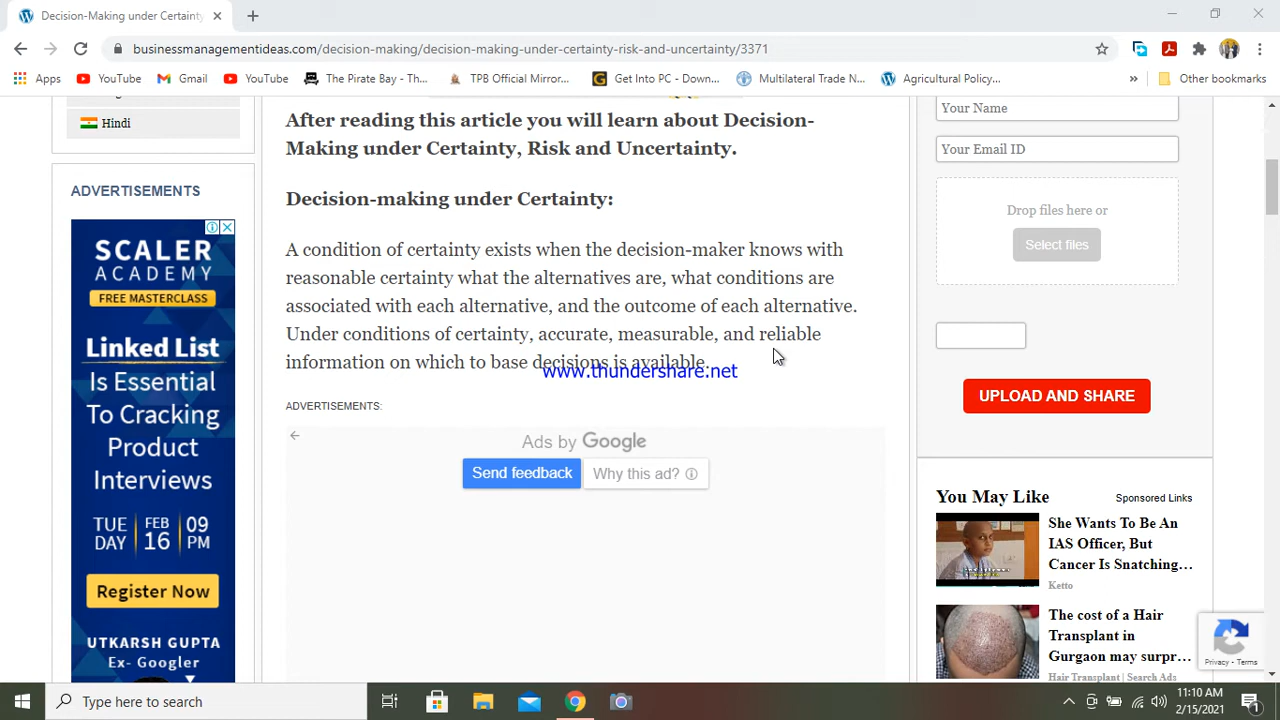 Decision-Making under Certainty
businessmanagementideas.com/decision-making/decision-making-under-certainty-risk-and-uncertainty/3371
Apps
YouTube
Gmail
YouTube
The Pirate Bay - Th...
TPB Official Mirror...
Get Into PC - Down...
Multilateral Trade N...
Agricultural Policy...
»
Other bookmarks
Hindi
ADVERTISEMENTS
SCALER
ACADEMY
FREE MASTERCLASS
Linked List
Is Essential
To Cracking
Product
Interviews
TUE DAY FEB 16 09 PM
Register Now
UTKARSH GUPTA
Ex- Googler
After reading this article you will learn about Decision-
Making under Certainty, Risk and Uncertainty.
Decision-making under Certainty:
A condition of certainty exists when the decision-maker knows with
reasonable certainty what the alternatives are, what conditions are
associated with each alternative, and the outcome of each alternative.
Under conditions of certainty, accurate, measurable, and reliable
information on which to base decisions is available.
www.thundershare.net
ADVERTISEMENTS:
Ads by Google
Send feedback
Why this ad?
Your Name
Your Email ID
Drop files here or
Select files
UPLOAD AND SHARE
You May Like
Sponsored Links
She Wants To Be An
IAS Officer, But
Cancer Is Snatching...
Ketto
The cost of a Hair
Transplant in
Gurgaon may surpr...
Hair Transplant | Search Ads
Privacy - Terms
Type here to search
11:10 AM
2/15/2021
1